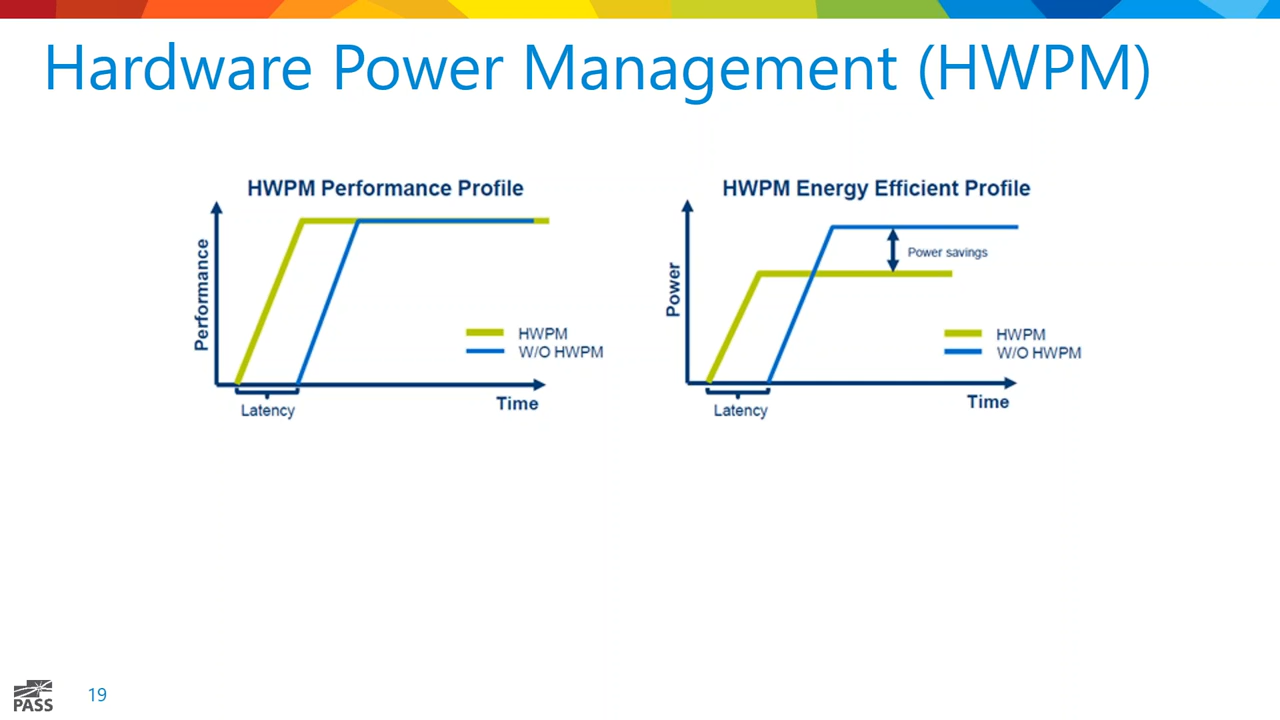 Hardware Power Management (HWPM)
HWPM Performance Profile
Performance
HWPM
W/O HWPM
Latency
Time
HWPM Energy Efficient Profile
Power
Power savings
HWPM
W/O HWPM
Latency
Time
PASS
19